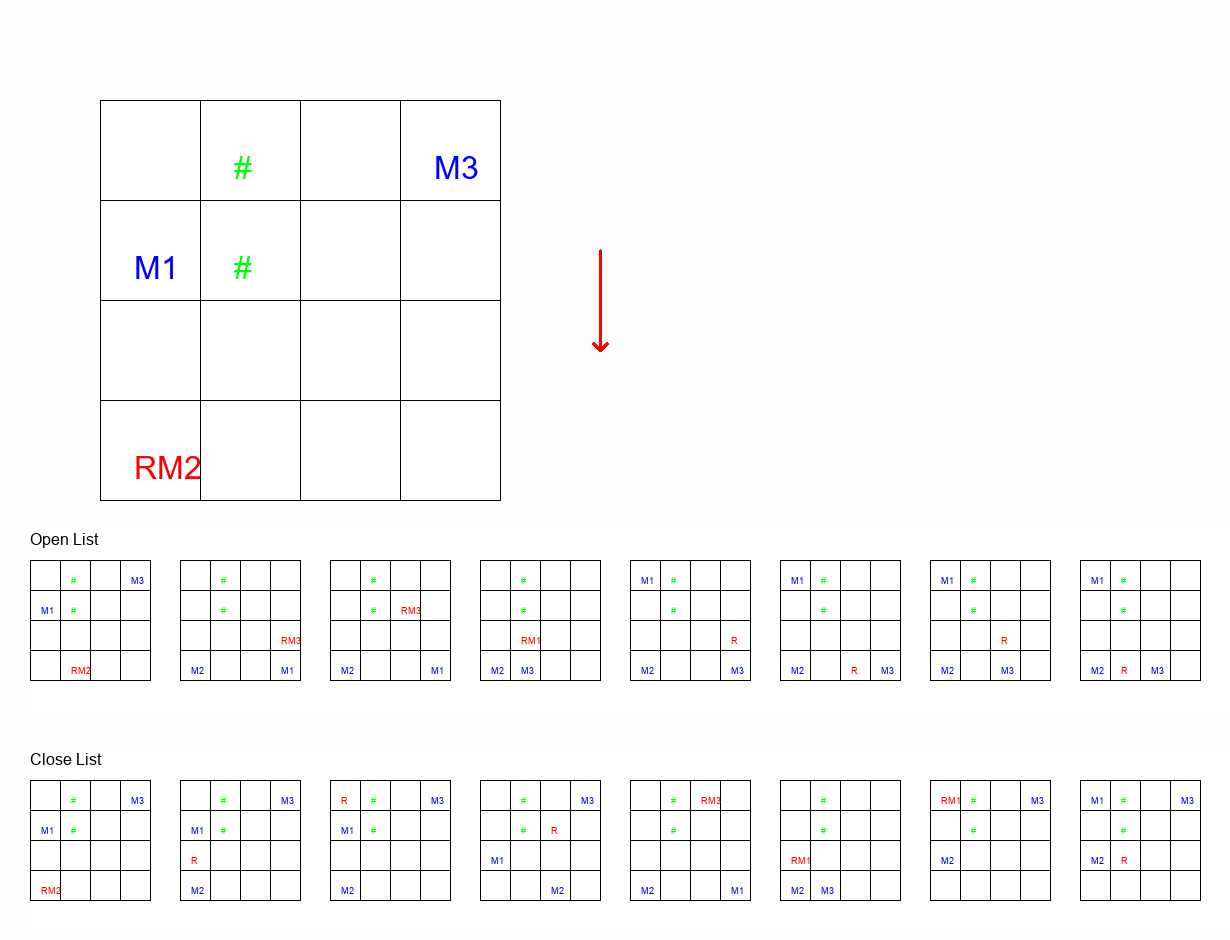 # M3
M1 #
RM2
Open List
# M3 # # # M1 # M1 # M1 # M1 #
M1 # # # RM3 # # # # #
RM3 RM1 R R
RM2 M2 M1 M2 M1 M2 M3 M2 M3 M2 R M3 M2 M3 M2 R M3
Close List
# M3 # M3 R # M3 # M3 # RM3 # RM1 # M3 M1 # M3
M1 # M1 # M1 # # R # # # #
R M1 RM1 M2 M2 R
RM2 M2 M2 M2 M2 M1 M2 M3